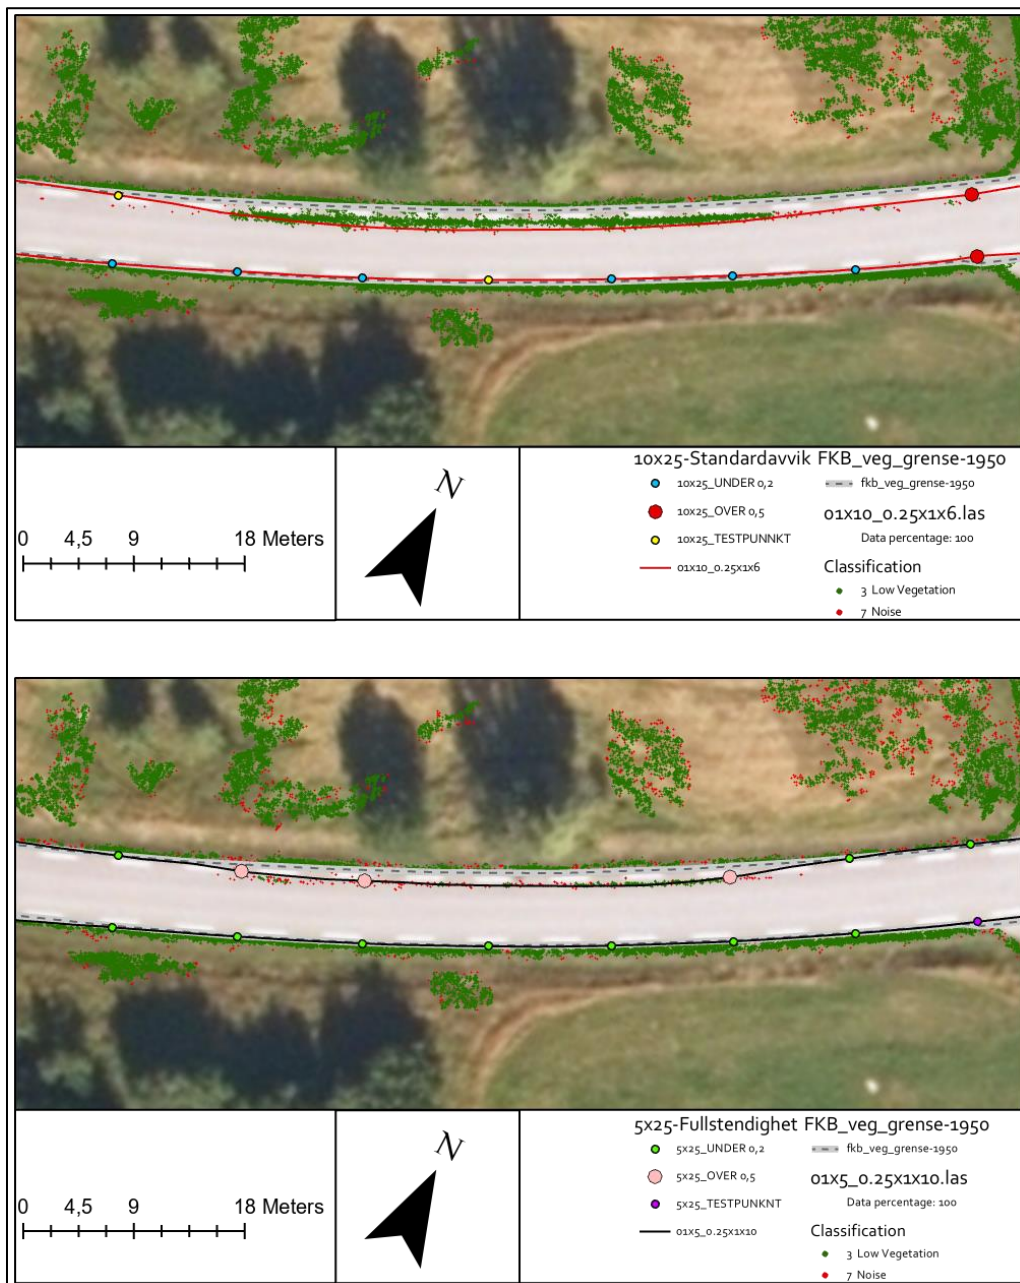 10x25-Standardavvik FKB_veg_grense-1950
10x25_UNDER 0,2
fkb_veg_grense-1950
10x25_OVER 0,5
01x10_0.25x1x6.las
10x25_TESTPUNNKT
Data percentage: 100
01x10_0.25x1x6
Classification
3 Low Vegetation
7 Noise
N
0 4,5 9 18 Meters
5x25-Fullstendighet FKB_veg_grense-1950
5x25_UNDER 0,2
fkb_veg_grense-1950
5x25_OVER 0,5
01x5_0.25x1x10.las
5x25_TESTPUNKNT
Data percentage: 100
01x5_0.25x1x10
Classification
3 Low Vegetation
7 Noise
N
0 4,5 9 18 Meters